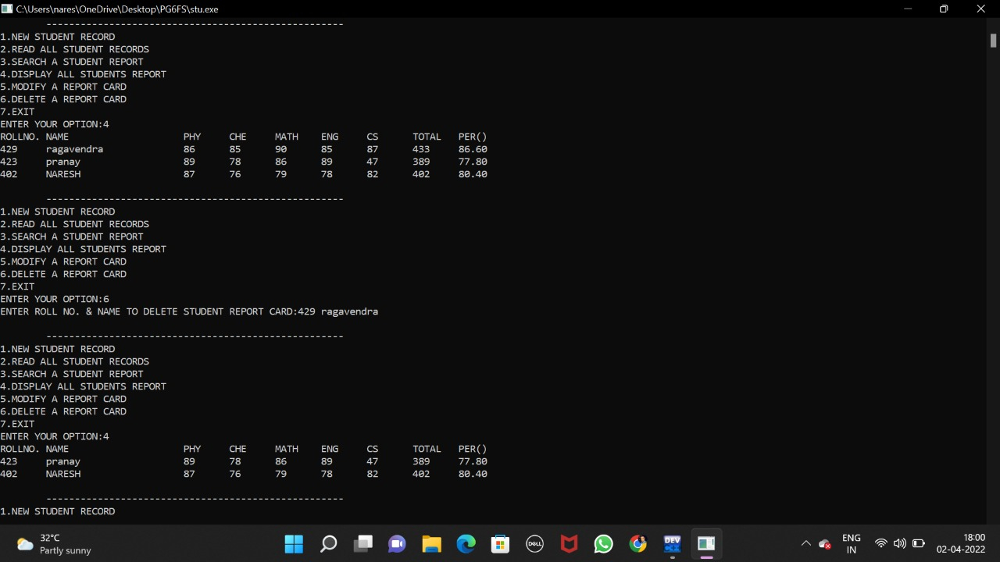 C:\Users\nares\OneDrive\Desktop\PG6FS\stu.exe
----------------------------------------------------
1.NEW STUDENT RECORD
2.READ ALL STUDENT RECORDS
3.SEARCH A STUDENT REPORT
4.DISPLAY ALL STUDENTS REPORT
5.MODIFY A REPORT CARD
6.DELETE A REPORT CARD
7.EXIT
ENTER YOUR OPTION:4
ROLLNO. NAME PHY CHE MATH ENG CS TOTAL PER()
429 ragavendra 86 85 90 85 87 433 86.60
423 pranay 89 78 86 89 47 389 77.80
402 NARESH 87 76 79 78 82 402 80.40
----------------------------------------------------
1.NEW STUDENT RECORD
2.READ ALL STUDENT RECORDS
3.SEARCH A STUDENT REPORT
4.DISPLAY ALL STUDENTS REPORT
5.MODIFY A REPORT CARD
6.DELETE A REPORT CARD
7.EXIT
ENTER YOUR OPTION:6
ENTER ROLL NO. & NAME TO DELETE STUDENT REPORT CARD:429 ragavendra
----------------------------------------------------
1.NEW STUDENT RECORD
2.READ ALL STUDENT RECORDS
3.SEARCH A STUDENT REPORT
4.DISPLAY ALL STUDENTS REPORT
5.MODIFY A REPORT CARD
6.DELETE A REPORT CARD
7.EXIT
ENTER YOUR OPTION:4
ROLLNO. NAME PHY CHE MATH ENG CS TOTAL PER()
423 pranay 89 78 86 89 47 389 77.80
402 NARESH 87 76 79 78 82 402 80.40
----------------------------------------------------
1.NEW STUDENT RECORD
32°C
Partly sunny
DELL
DEV
C++
ENG
IN
18:00
02-04-2022